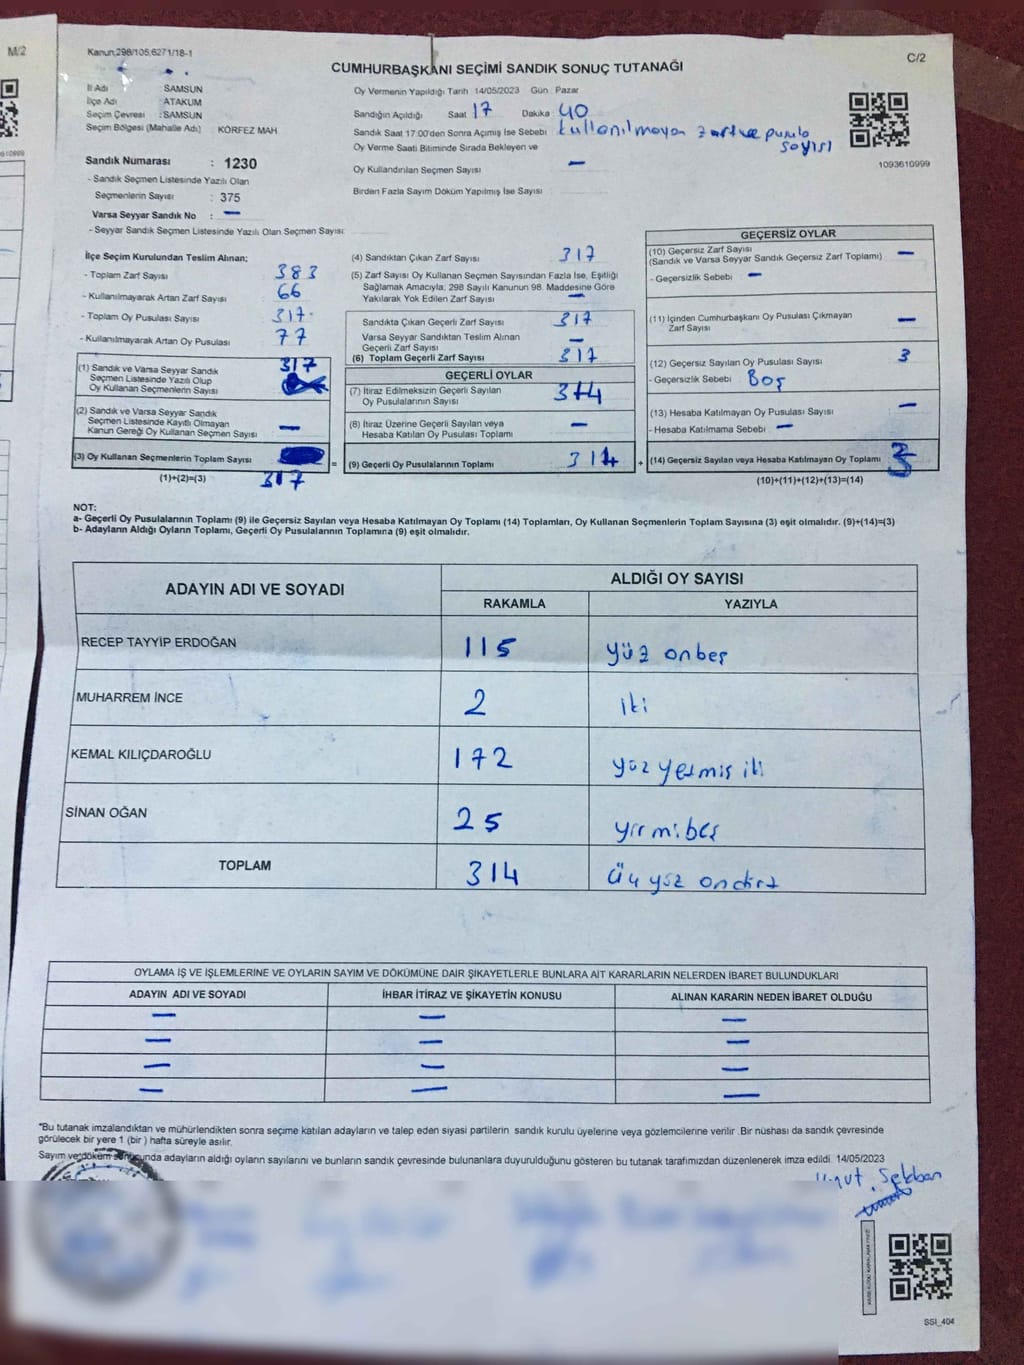 M/2
Kanun;298/105,6271/18-1
C/2
CUMHURBAŞKANI SEÇİMİ SANDIK SONUÇ TUTANAĞI
İl Adı : SAMSUN
İlçe Adı : ATAKUM
Seçim Çevresi : SAMSUN
Seçim Bölgesi (Mahalle Adı) : KÖRFEZ MAH
Oy Vermenin Yapıldığı Tarih : 14/05/2023 Gün : Pazar
Sandığın Açıldığı Saat : 17 Dakika : 40
Sandık Saat 17:00'den Sonra Açımış İse Sebebi : kullanılmayan zarf ve pusula sayısı
Oy Verme Saati Bitiminde Sırada Bekleyen ve
Oy Kullandırılan Seçmen Sayısı : —
Birden Fazla Sayım Döküm Yapılmış İse Sayısı :
1093610999
Sandık Numarası : 1230
- Sandık Seçmen Listesinde Yazılı Olan
Seçmenlerin Sayısı : 375
Varsa Seyyar Sandık No : —
- Seyyar Sandık Seçmen Listesinde Yazılı Olan Seçmen Sayısı:
İlçe Seçim Kurulundan Teslim Alınan;
- Toplam Zarf Sayısı : 383
- Kullanılmayarak Artan Zarf Sayısı : 66
- Toplam Oy Pusulası Sayısı : 317
- Kullanılmayarak Artan Oy Pusulası : 77
(1) Sandık ve Varsa Seyyar Sandık
Seçmen Listesinde Yazılı Olup
Oy Kullanan Seçmenlerin Sayısı : 317
(2) Sandık ve Varsa Seyyar Sandık
Seçmen Listesinde Kayıtlı Olmayan
Kanun Gereği Oy Kullanan Seçmen Sayısı : —
(3) Oy Kullanan Seçmenlerin Toplam Sayısı
(1)+(2)=(3) 317
(4) Sandıktan Çıkan Zarf Sayısı : 317
(5) Zarf Sayısı Oy Kullanan Seçmen Sayısından Fazla İse, Eşitliği
Sağlamak Amacıyla; 298 Sayılı Kanunun 98. Maddesine Göre
Yakılarak Yok Edilen Zarf Sayısı : —
Sandıkta Çıkan Geçerli Zarf Sayısı : 317
Varsa Seyyar Sandıktan Teslim Alınan
Geçerli Zarf Sayısı : —
(6) Toplam Geçerli Zarf Sayısı : 317
GEÇERLİ OYLAR
(7) İtiraz Edilmeksizin Geçerli Sayılan
Oy Pusulalarının Sayısı : 314
(8) İtiraz Üzerine Geçerli Sayılan veya
Hesaba Katılan Oy Pusulası Toplamı : —
= (9) Geçerli Oy Pusulalarının Toplamı : 314
GEÇERSİZ OYLAR
(10) Geçersiz Zarf Sayısı
(Sandık ve Varsa Seyyar Sandık Geçersiz Zarf Toplamı) : —
- Geçersizlik Sebebi : —
(11) İçinden Cumhurbaşkanı Oy Pusulası Çıkmayan
Zarf Sayısı : —
(12) Geçersiz Sayılan Oy Pusulası Sayısı : 3
- Geçersizlik Sebebi : Boş
(13) Hesaba Katılmayan Oy Pusulası Sayısı : —
- Hesaba Katılmama Sebebi : —
+ (14) Geçersiz Sayılan veya Hesaba Katılmayan Oy Toplamı : 3
(10)+(11)+(12)+(13)=(14)
NOT:
a- Geçerli Oy Pusulalarının Toplamı (9) ile Geçersiz Sayılan veya Hesaba Katılmayan Oy Toplamı (14) Toplamları, Oy Kullanan Seçmenlerin Toplam Sayısına (3) eşit olmalıdır. (9)+(14)=(3)
b- Adayların Aldığı Oyların Toplamı, Geçerli Oy Pusulalarının Toplamına (9) eşit olmalıdır.
ADAYIN ADI VE SOYADI
ALDIĞI OY SAYISI
RAKAMLA YAZIYLA
RECEP TAYYİP ERDOĞAN 115 yüz onbeş
MUHARREM İNCE 2 iki
KEMAL KILIÇDAROĞLU 172 yüz yetmiş iki
SİNAN OĞAN 25 yirmi beş
TOPLAM 314 Üç yüz ondört
OYLAMA İŞ VE İŞLEMLERİNE VE OYLARIN SAYIM VE DÖKÜMÜNE DAİR ŞİKAYETLERLE BUNLARA AİT KARARLARIN NELERDEN İBARET BULUNDUKLARI
ADAYIN ADI VE SOYADI İHBAR İTİRAZ VE ŞİKAYETİN KONUSU ALINAN KARARIN NEDEN İBARET OLDUĞU
— — —
— — —
— — —
— — —
"Bu tutanak imzalandıktan ve mühürlendikten sonra seçime katılan adayların ve talep eden siyasi partilerin sandık kurulu üyelerine veya gözlemcilerine verilir .Bir nüshası da sandık çevresinde
görülecek bir yere 1 (bir ) hafta süreyle asılır.
Sayım ve döküm sonucunda adayların aldığı oyların sayılarını ve bunların sandık çevresinde bulunanlara duyurulduğunu gösteren bu tutanak tarafımızdan düzenlenerek imza edildi. 14/05/2023
Umut Sekban
SSI_404